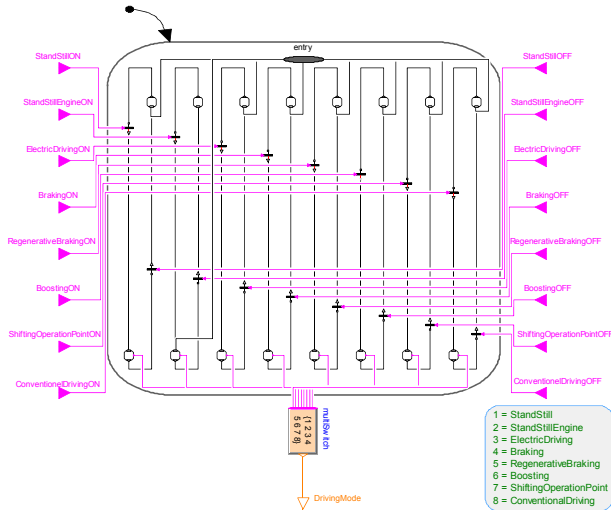 entry
StandStillON
StandStillEngineON
ElectricDrivingON
BrakingON
RegenerativeBrakingON
BoostingON
ShiftingOperationPointON
ConventionelDrivingON
StandStillOFF
StandStillEngineOFF
ElectricDrivingOFF
BrakingOFF
RegenerativeBrakingOFF
BoostingOFF
ShiftingOperationPointOFF
ConventionelDrivingOFF
{1 2 3 4
5 6 7 8}
multiSwitch
DrivingMode
1 = StandStill
2 = StandStillEngine
3 = ElectricDriving
4 = Braking
5 = RegenerativeBraking
6 = Boosting
7 = ShiftingOperationPoint
8 = ConventionalDriving